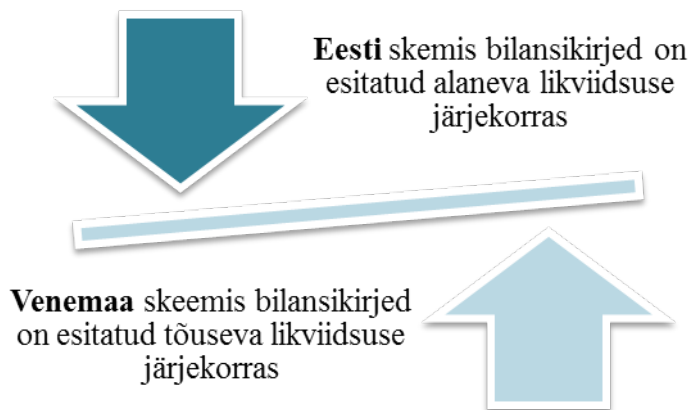 Eesti skemis bilansikirjed on
esitatud alaneva likviidsuse
järjekorras
Venemaa skeemis bilansikirjed
on esitatud tõuseva likviidsuse
järjekorras